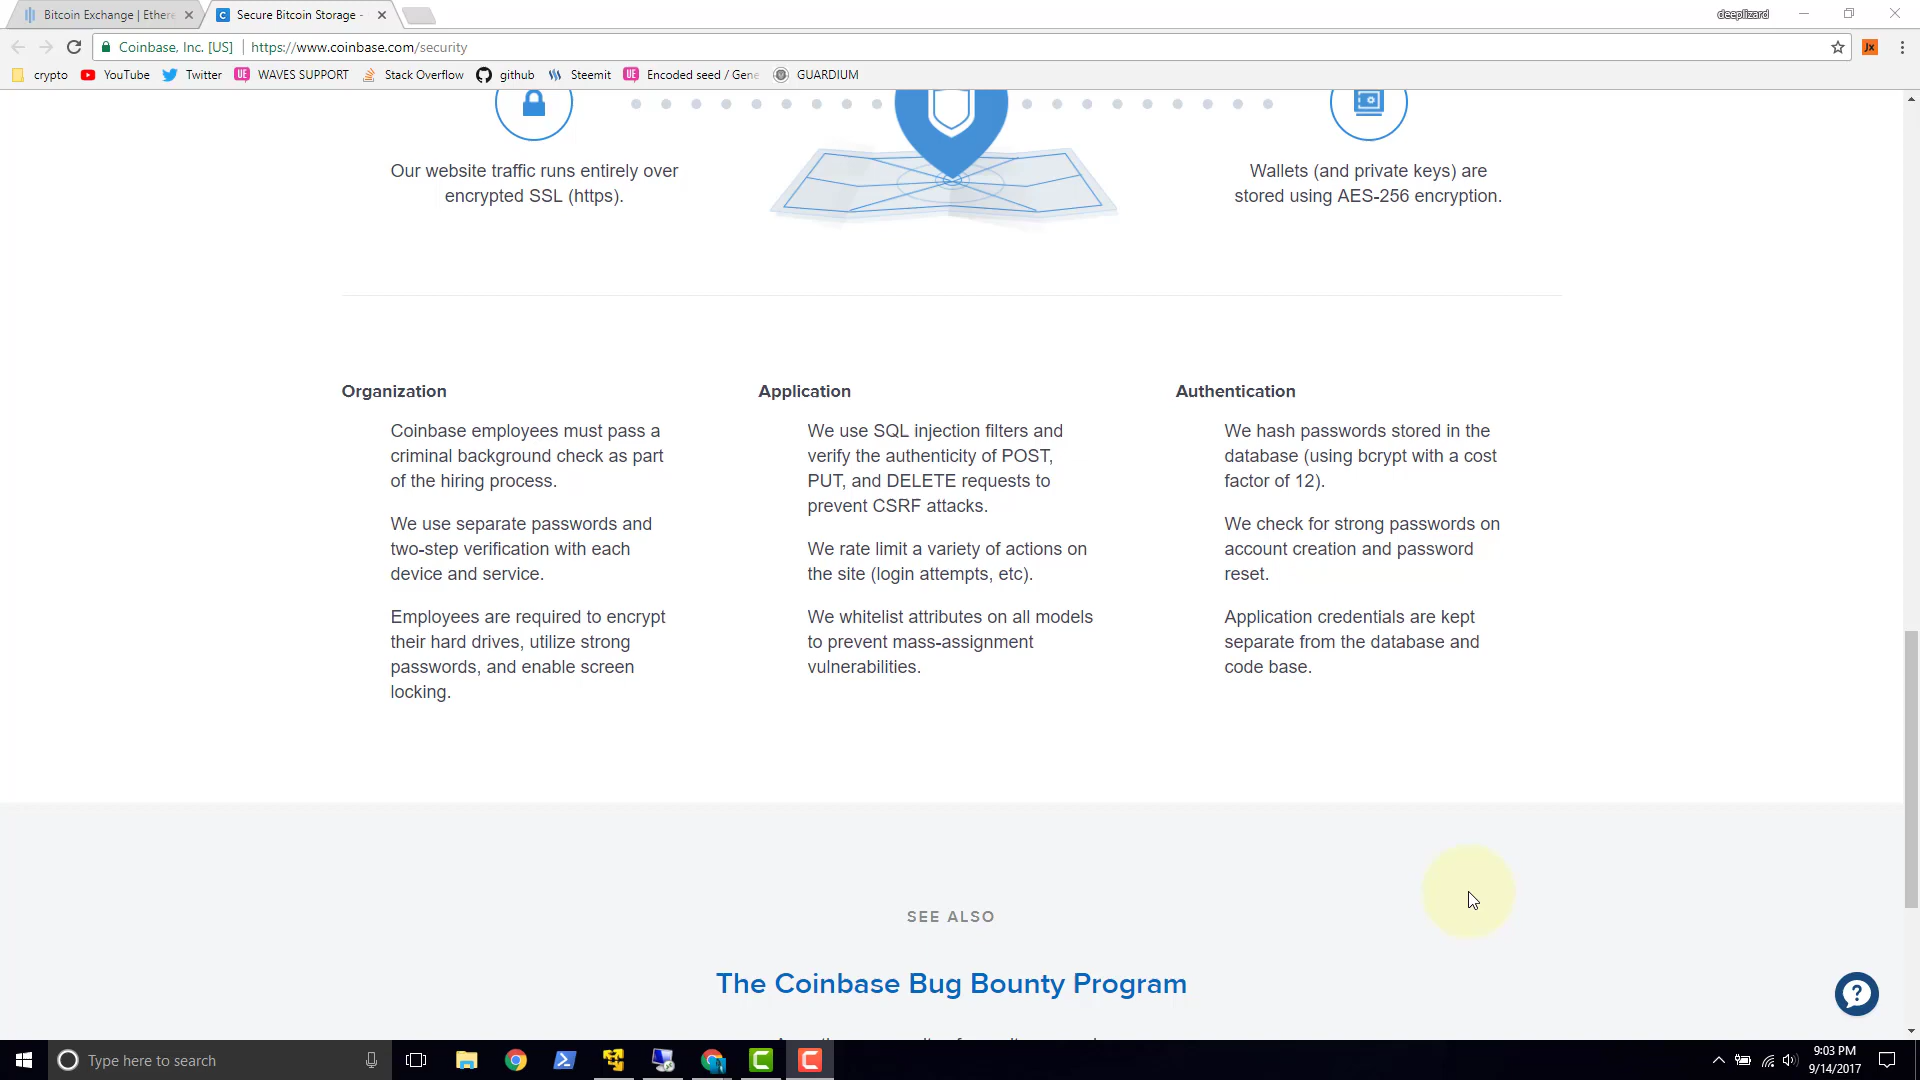 Bitcoin Exchange | Ethere
Secure Bitcoin Storage -
deeplizard
Coinbase, Inc. [US]
https://www.coinbase.com/security
Jx
crypto
YouTube
Twitter
UE
WAVES SUPPORT
Stack Overflow
github
Steemit
UE
Encoded seed / Gene
GUARDIUM
Our website traffic runs entirely over
encrypted SSL (https).
Wallets (and private keys) are
stored using AES-256 encryption.
Organization
Coinbase employees must pass a
criminal background check as part
of the hiring process.
We use separate passwords and
two-step verification with each
device and service.
Employees are required to encrypt
their hard drives, utilize strong
passwords, and enable screen
locking.
Application
We use SQL injection filters and
verify the authenticity of POST,
PUT, and DELETE requests to
prevent CSRF attacks.
We rate limit a variety of actions on
the site (login attempts, etc).
We whitelist attributes on all models
to prevent mass-assignment
vulnerabilities.
Authentication
We hash passwords stored in the
database (using bcrypt with a cost
factor of 12).
We check for strong passwords on
account creation and password
reset.
Application credentials are kept
separate from the database and
code base.
SEE ALSO
The Coinbase Bug Bounty Program
Type here to search
9:03 PM
9/14/2017